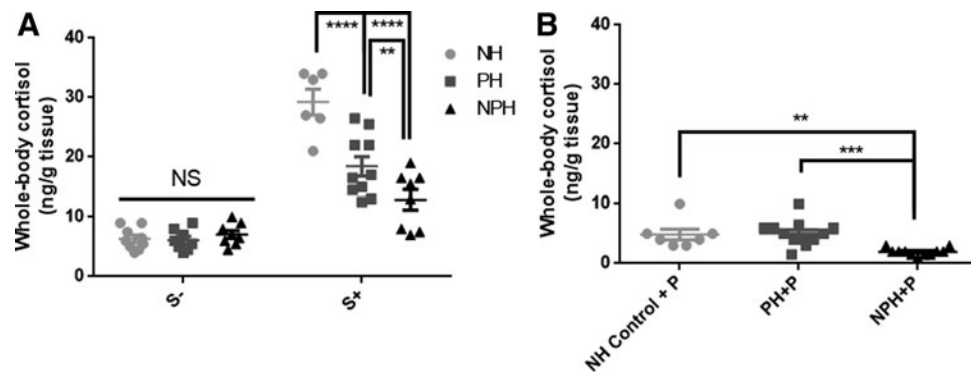 A
Whole-body cortisol
(ng/g tissue)
40
30
20
10
0
NS
****
****
**
NH
PH
NPH
S-
S+
B
Whole-body cortisol
(ng/g tissue)
40
20
10
5
0
**
***
NH Control + P
PH+P
NPH+P